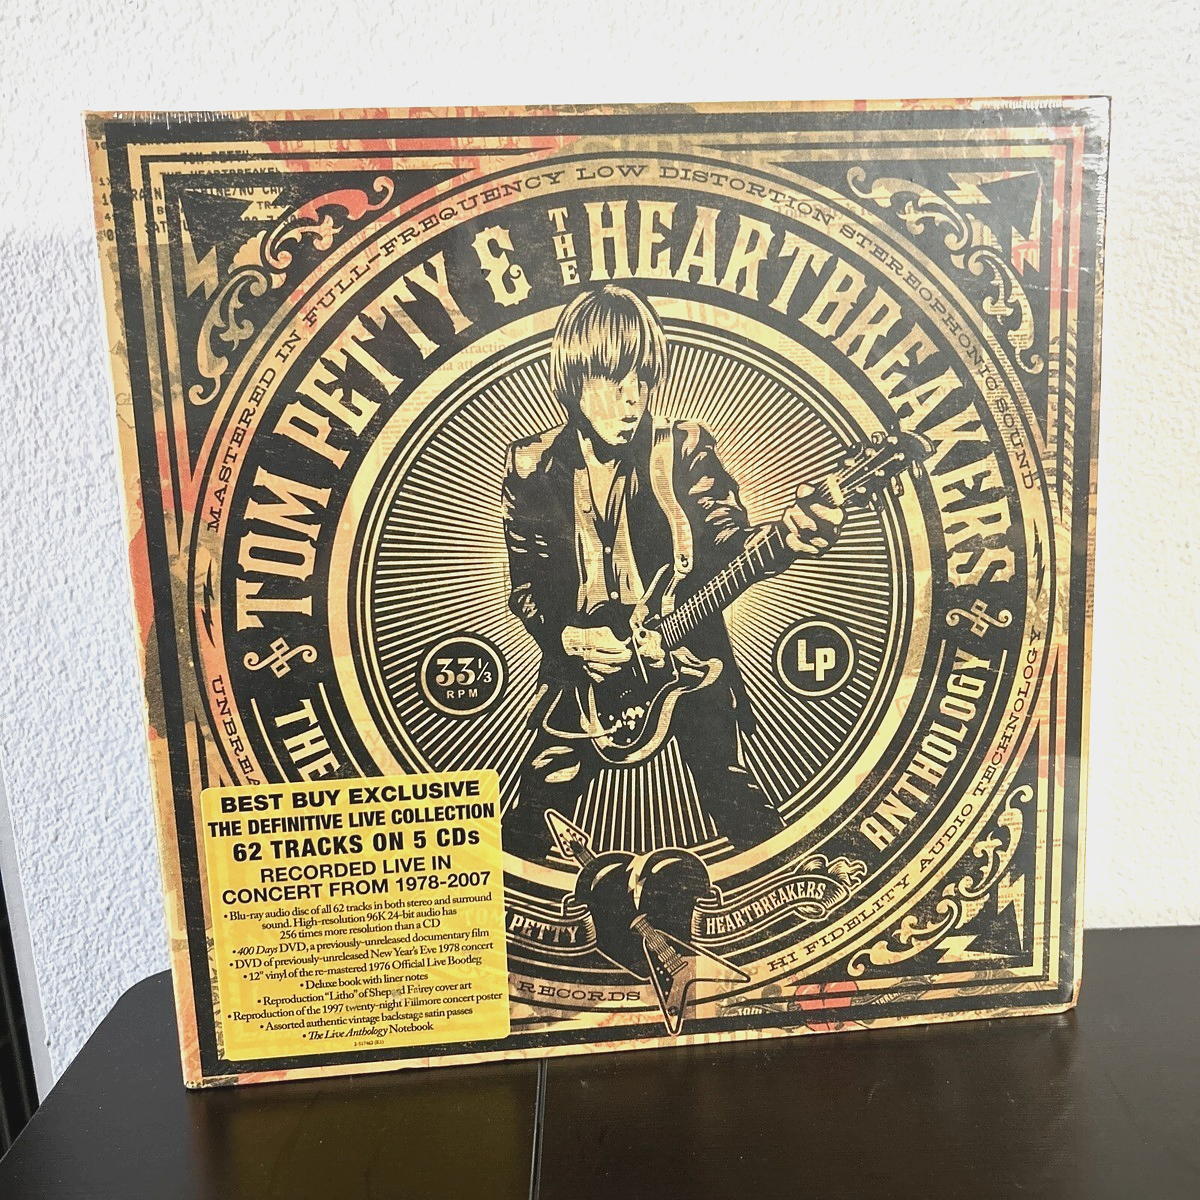 MASTERED IN FULL-FREQUENCY LOW DISTORTION STEREOPHONIC SOUND
TOM PETTY & THE HEARTBREAKERS
THE
ANTHOLOGY
33 1/3
RPM
LP
HI FIDELITY AUDIO TECHNOLOGY
PETTY
HEARTBREAKERS
RECORDS
BEST BUY EXCLUSIVE
THE DEFINITIVE LIVE COLLECTION
62 TRACKS ON 5 CDs
RECORDED LIVE IN
CONCERT FROM 1978-2007
• Blu-ray audio disc of all 62 tracks in both stereo and surround
sound. High-resolution 96K 24-bit audio has
256 times more resolution than a CD
• 400 Days DVD, a previously-unreleased documentary film
• DVD of previously-unreleased New Year's Eve 1978 concert
• 12" vinyl of the re-mastered 1976 Official Live Bootleg
• Deluxe book with liner notes
• Reproduction "Litho" of Shepard Fairey cover art
• Reproduction of the 1997 twenty-night Fillmore concert poster
• Assorted authentic vintage backstage satin passes
• The Live Anthology Notebook